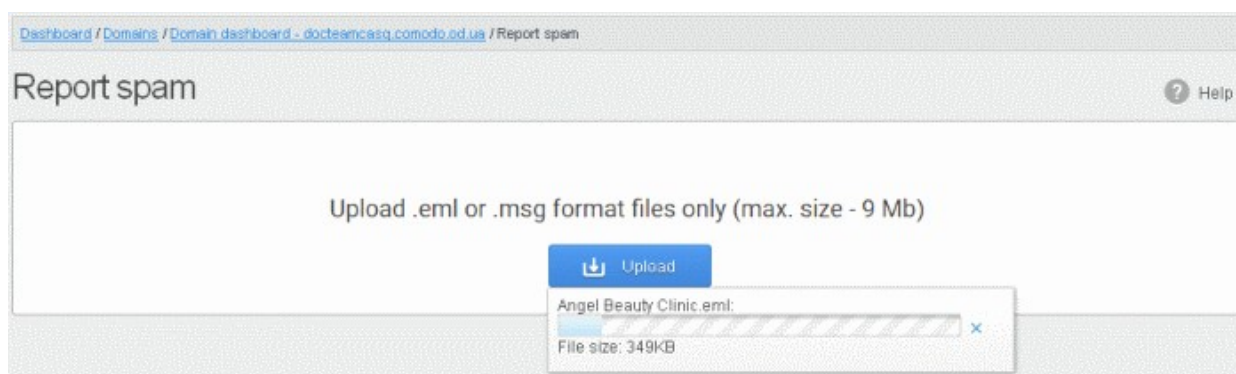 Dashboard / Domains / Domain dashboard - docteamcasg.comodo.od.ua / Report spam
Report spam
Help
Upload .eml or .msg format files only (max. size - 9 Mb)
Upload
Angel Beauty Clinic.eml:
File size: 349KB